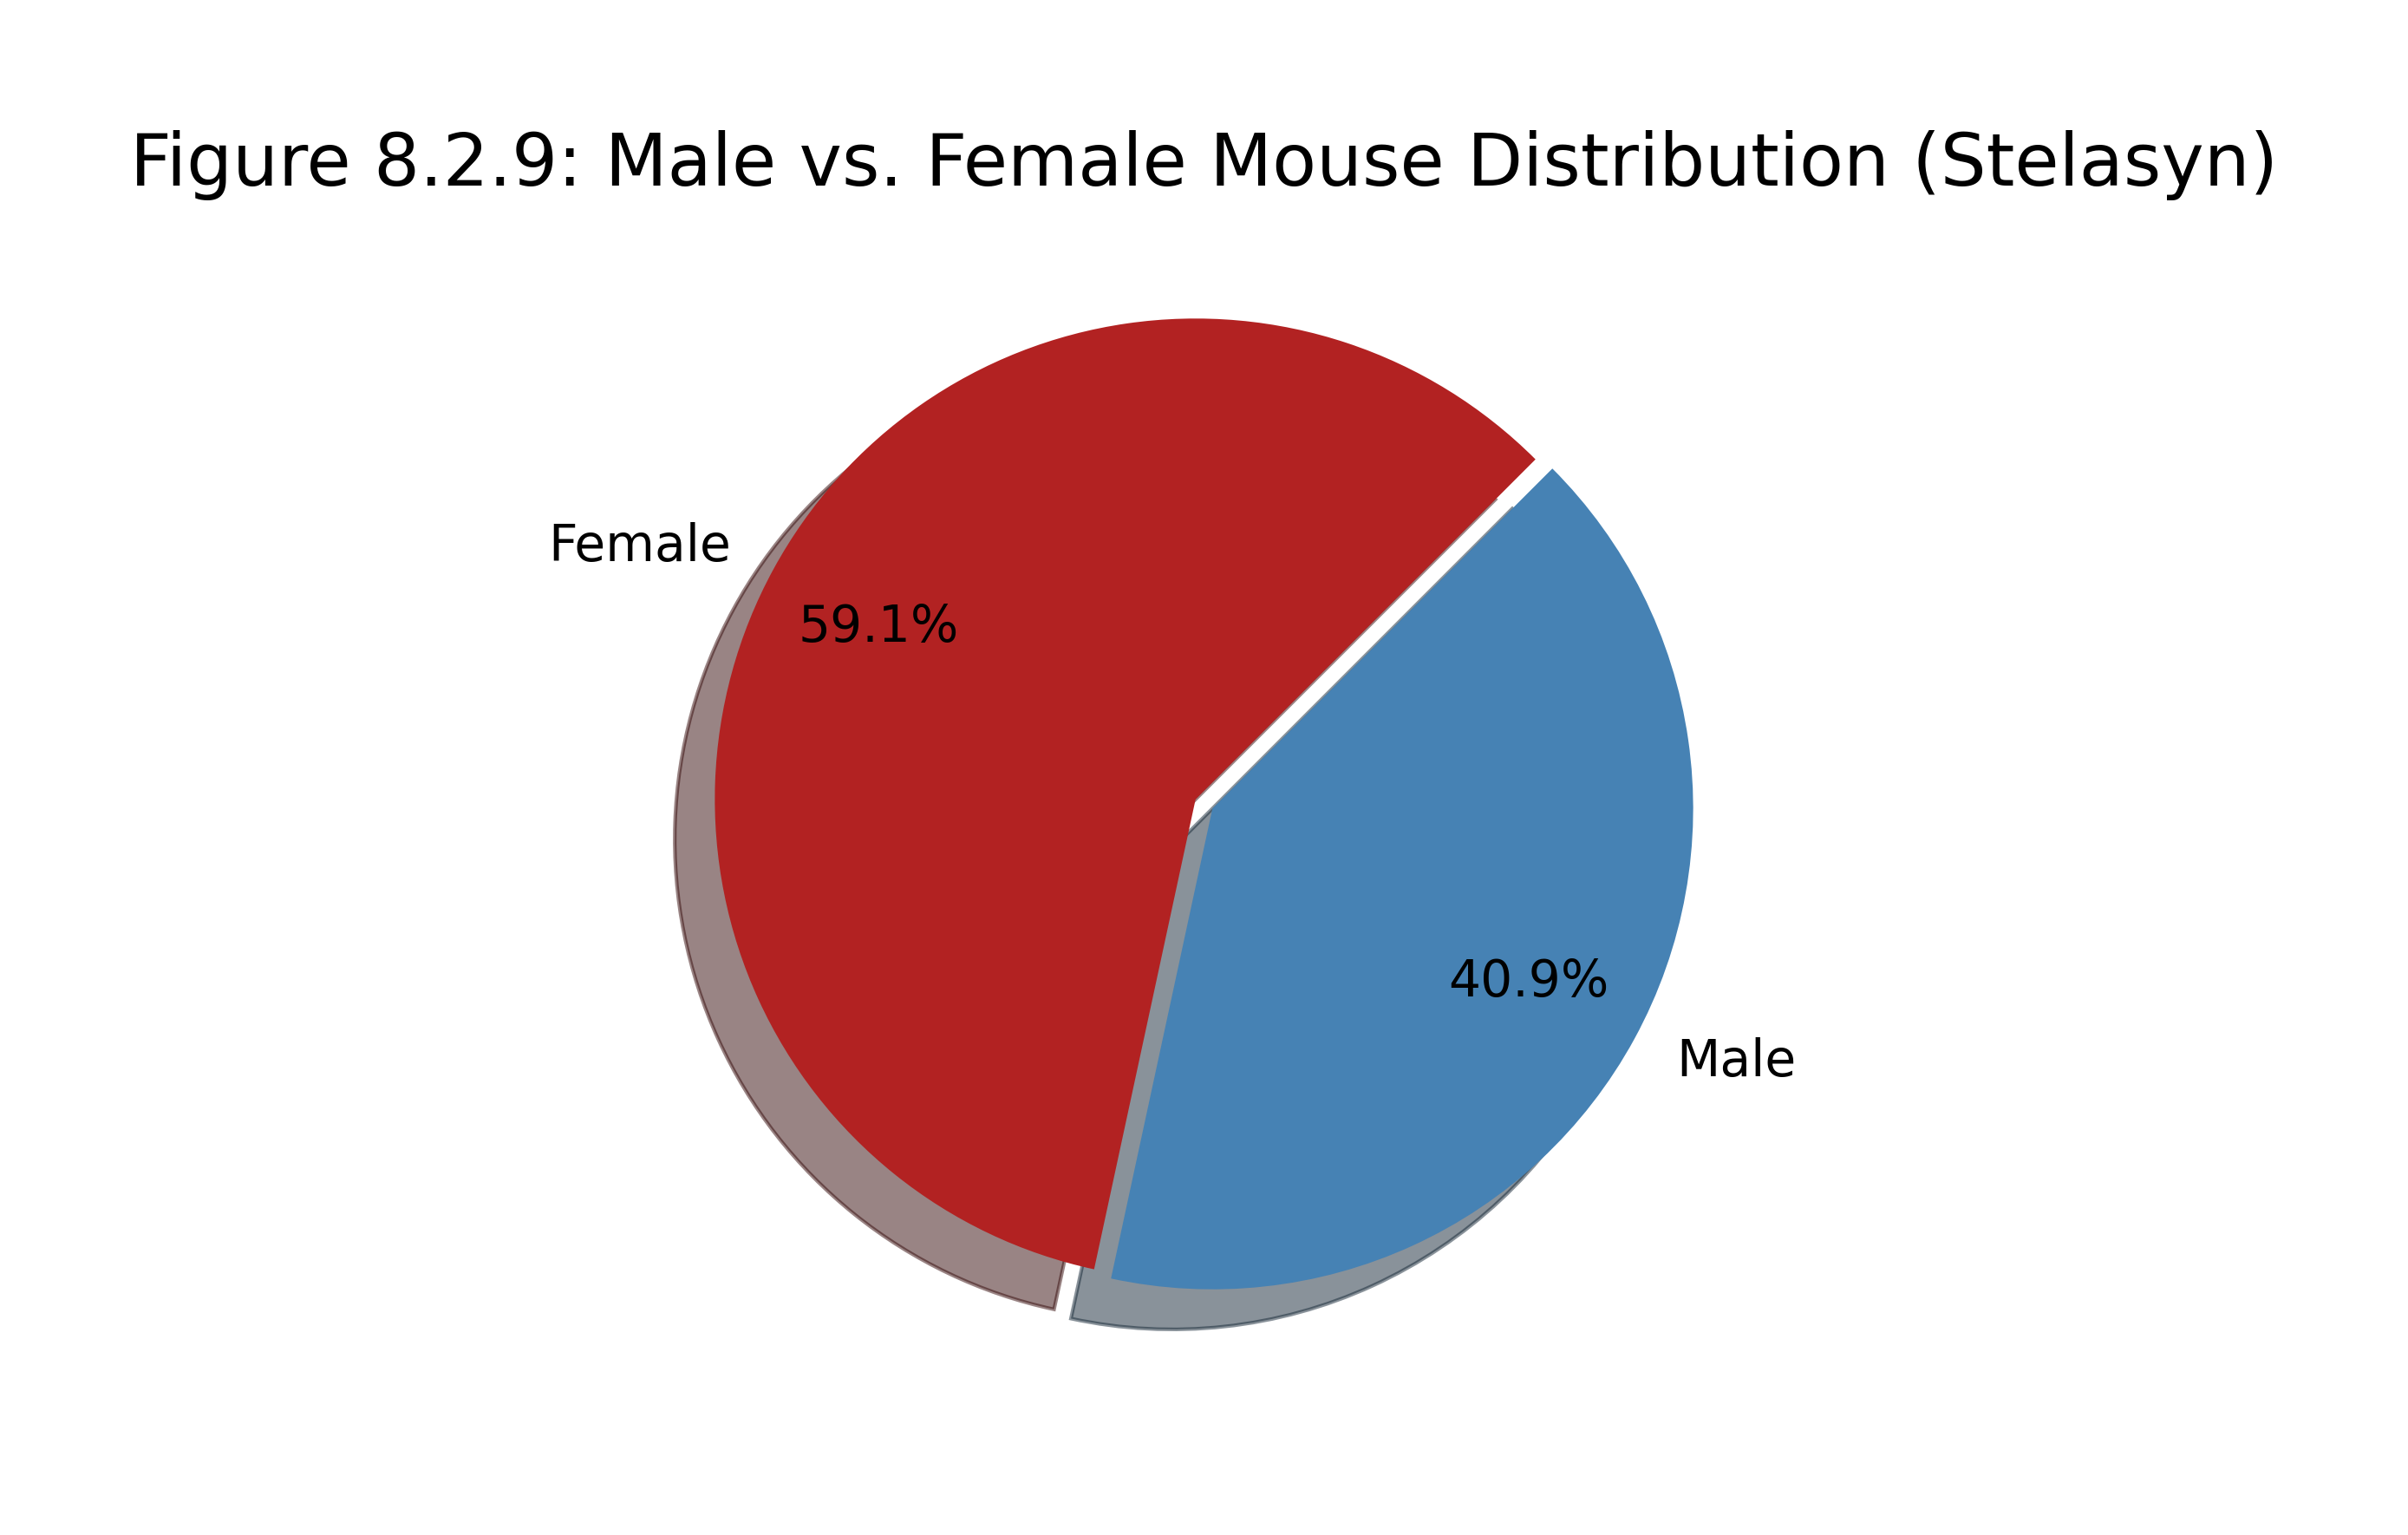 Figure 8.2.9: Male vs. Female Mouse Distribution (Stelasyn)
Female
59.1%
40.9%
Male